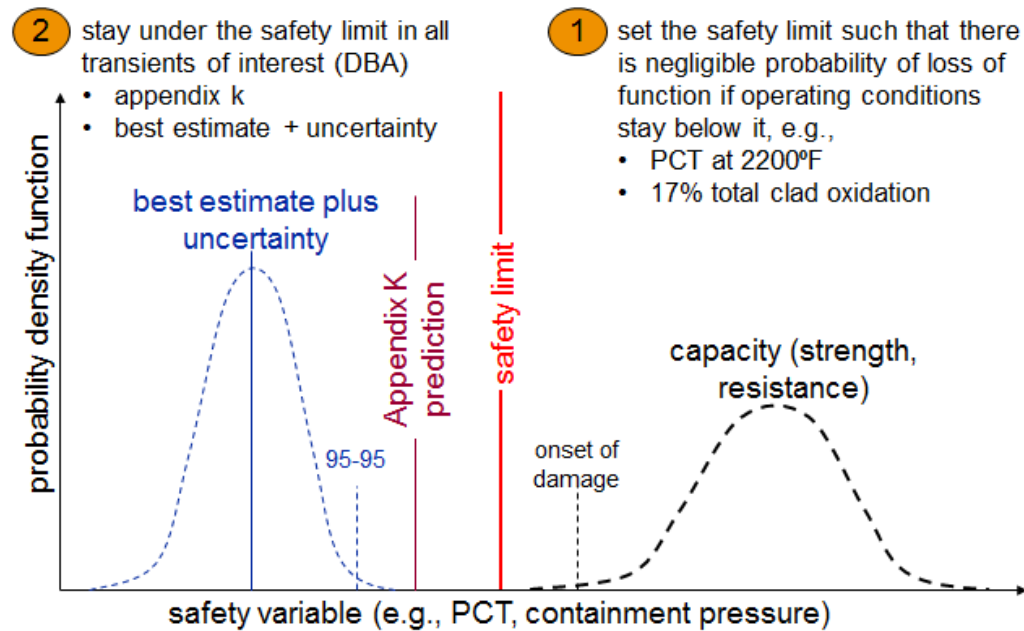 2
stay under the safety limit in all
transients of interest (DBA)
• appendix k
• best estimate + uncertainty
1
set the safety limit such that there
is negligible probability of loss of
function if operating conditions
stay below it, e.g.,
• PCT at 2200ºF
• 17% total clad oxidation
probability density function
best estimate plus
uncertainty
95-95
Appendix K
prediction
safety limit
onset of
damage
capacity (strength,
resistance)
safety variable (e.g., PCT, containment pressure)